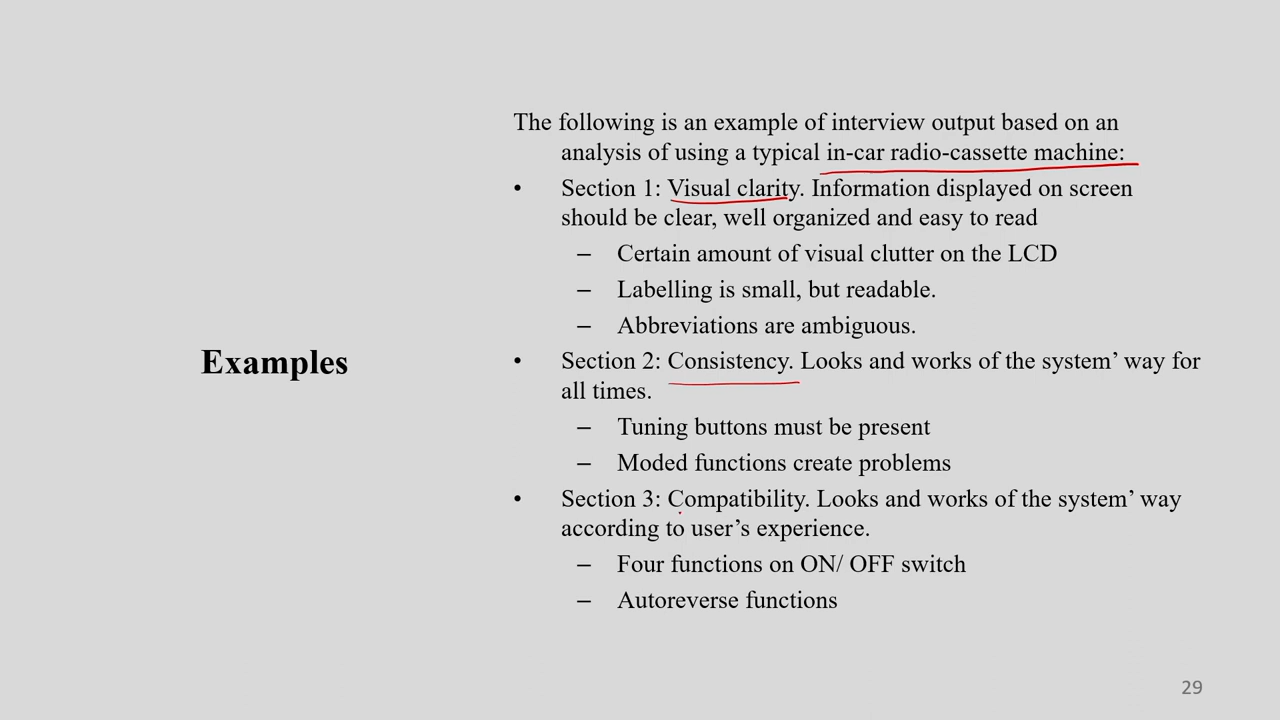 The following is an example of interview output based on an
analysis of using a typical in-car radio-cassette machine:
• Section 1: Visual clarity. Information displayed on screen
should be clear, well organized and easy to read
– Certain amount of visual clutter on the LCD
– Labelling is small, but readable.
– Abbreviations are ambiguous.
Examples
• Section 2: Consistency. Looks and works of the system’ way for
all times.
– Tuning buttons must be present
– Moded functions create problems
• Section 3: Compatibility. Looks and works of the system’ way
according to user’s experience.
– Four functions on ON/ OFF switch
– Autoreverse functions
29